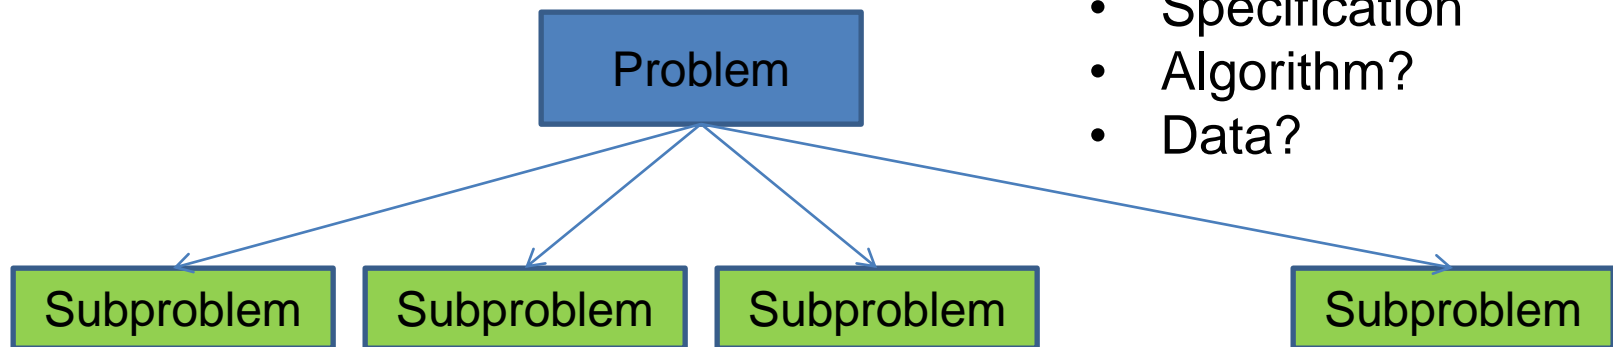 • Specification
Problem
• Algorithm?
• Data?
Subproblem Subproblem Subproblem Subproblem